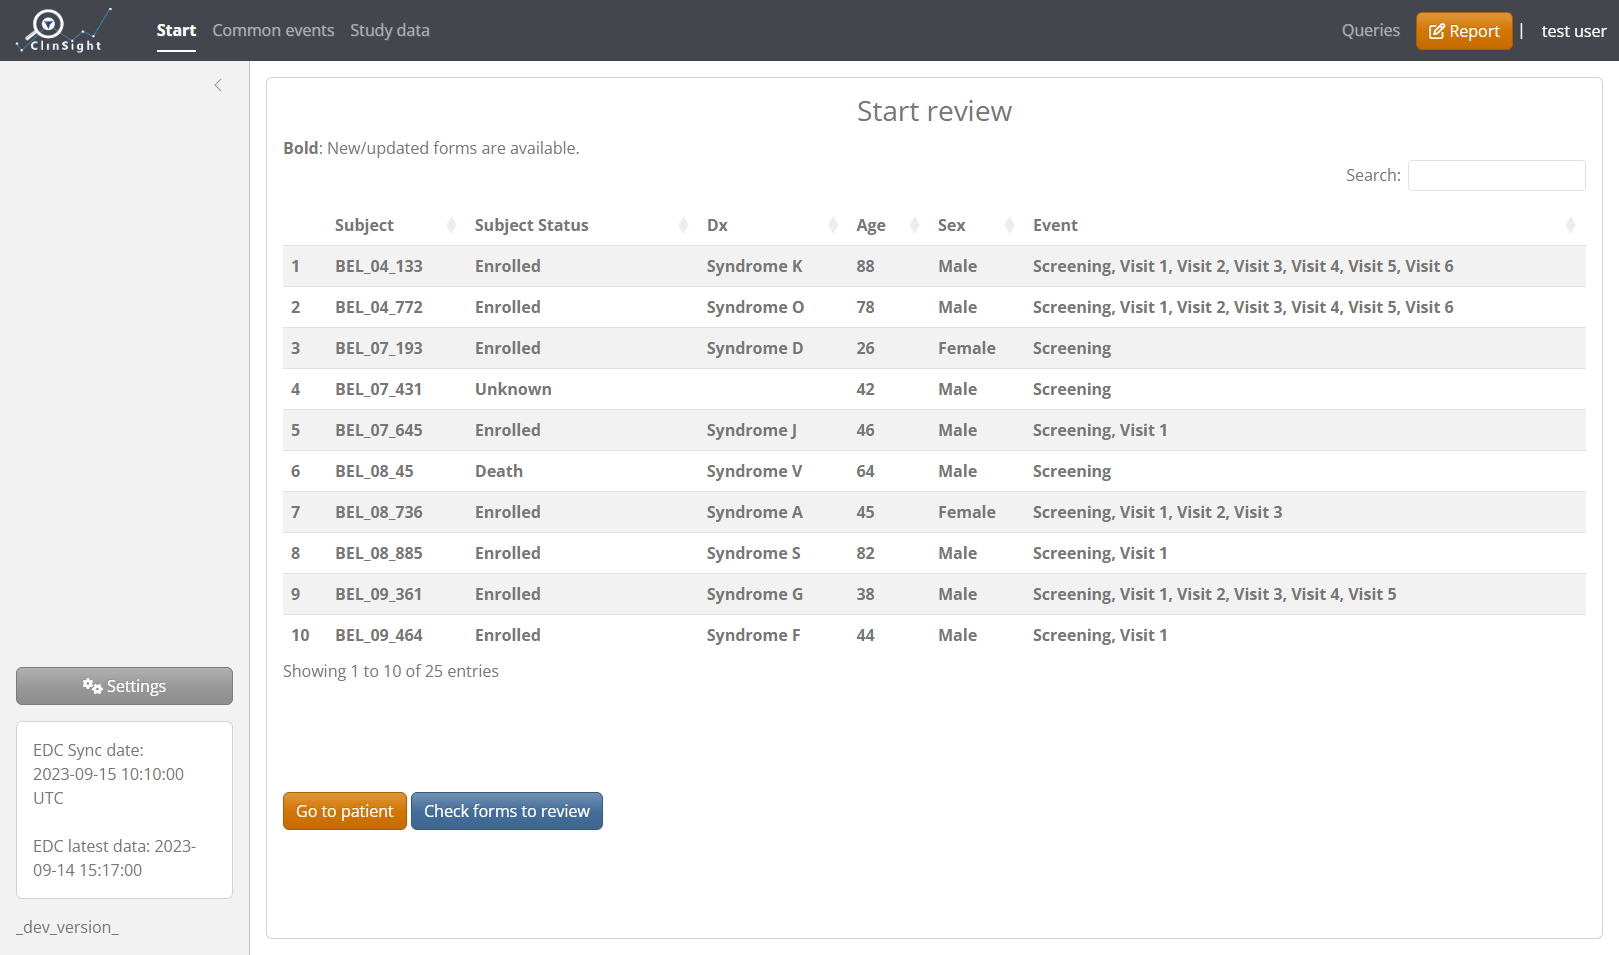 ClinSight
Start Common events Study data Queries Report | test user
Start review
Bold: New/updated forms are available.
Search:
Subject Subject Status Dx Age Sex Event
1 BEL_04_133 Enrolled Syndrome K 88 Male Screening, Visit 1, Visit 2, Visit 3, Visit 4, Visit 5, Visit 6
2 BEL_04_772 Enrolled Syndrome O 78 Male Screening, Visit 1, Visit 2, Visit 3, Visit 4, Visit 5, Visit 6
3 BEL_07_193 Enrolled Syndrome D 26 Female Screening
4 BEL_07_431 Unknown 42 Male Screening
5 BEL_07_645 Enrolled Syndrome J 46 Male Screening, Visit 1
6 BEL_08_45 Death Syndrome V 64 Male Screening
7 BEL_08_736 Enrolled Syndrome A 45 Female Screening, Visit 1, Visit 2, Visit 3
8 BEL_08_885 Enrolled Syndrome S 82 Male Screening, Visit 1
9 BEL_09_361 Enrolled Syndrome G 38 Male Screening, Visit 1, Visit 2, Visit 3, Visit 4, Visit 5
10 BEL_09_464 Enrolled Syndrome F 44 Male Screening, Visit 1
Showing 1 to 10 of 25 entries
Go to patient Check forms to review
Settings
EDC Sync date:
2023-09-15 10:10:00
UTC
EDC latest data: 2023-
09-14 15:17:00
_dev_version_